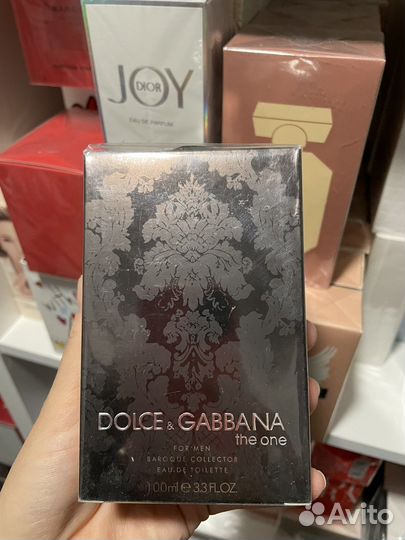 JOY
DIOR
EAU DE PARFUM
DOLCE & GABBANA
the one
FOR MEN
BAROQUE COLLECTOR
EAU DE TOILETTE
100ml ℮ 3.3 FL.OZ.
Avito